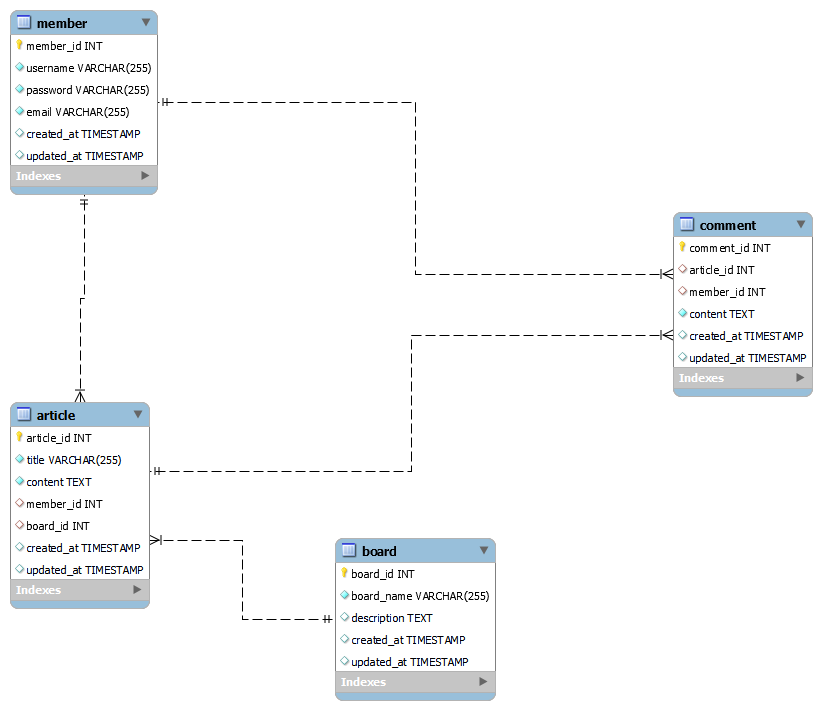 member
member_id INT
username VARCHAR(255)
password VARCHAR(255)
email VARCHAR(255)
created_at TIMESTAMP
updated_at TIMESTAMP
Indexes
comment
comment_id INT
article_id INT
member_id INT
content TEXT
created_at TIMESTAMP
updated_at TIMESTAMP
Indexes
article
article_id INT
title VARCHAR(255)
content TEXT
member_id INT
board_id INT
created_at TIMESTAMP
updated_at TIMESTAMP
Indexes
board
board_id INT
board_name VARCHAR(255)
description TEXT
created_at TIMESTAMP
updated_at TIMESTAMP
Indexes